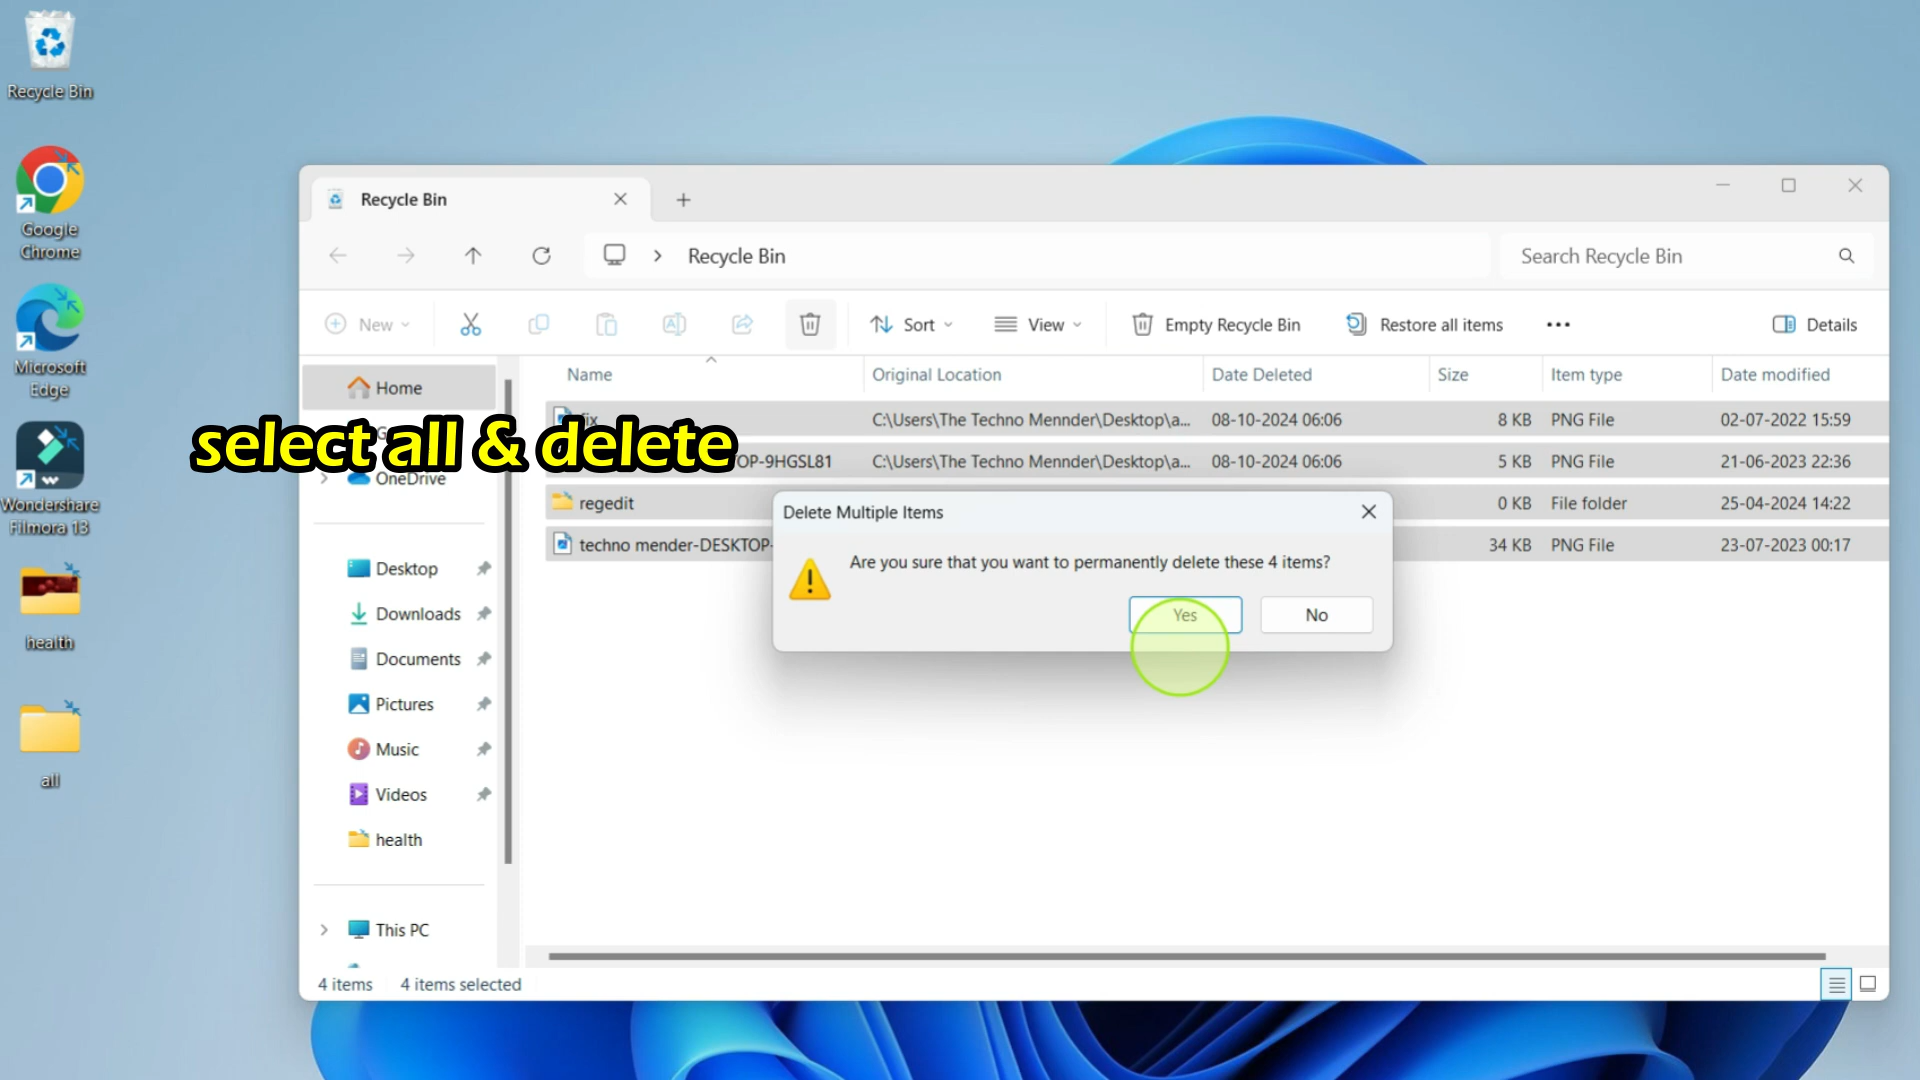 Recycle Bin
Google
Chrome
Microsoft
Edge
Wondershare
Filmora 13
health
all
Recycle Bin
Recycle Bin
Search Recycle Bin
New
Sort
View
Empty Recycle Bin
Restore all items
Details
Name
Original Location
Date Deleted
Size
Item type
Date modified
fix C:\Users\The Techno Mennder\Desktop\a... 08-10-2024 06:06 8 KB PNG File 02-07-2022 15:59
TOP-9HGSL81 C:\Users\The Techno Mennder\Desktop\a... 08-10-2024 06:06 5 KB PNG File 21-06-2023 22:36
regedit 0 KB File folder 25-04-2024 14:22
techno mender-DESKTOP- 34 KB PNG File 23-07-2023 00:17
select all & delete
Delete Multiple Items
Are you sure that you want to permanently delete these 4 items?
Yes
No
Home
OneDrive
Desktop
Downloads
Documents
Pictures
Music
Videos
health
This PC
4 items
4 items selected